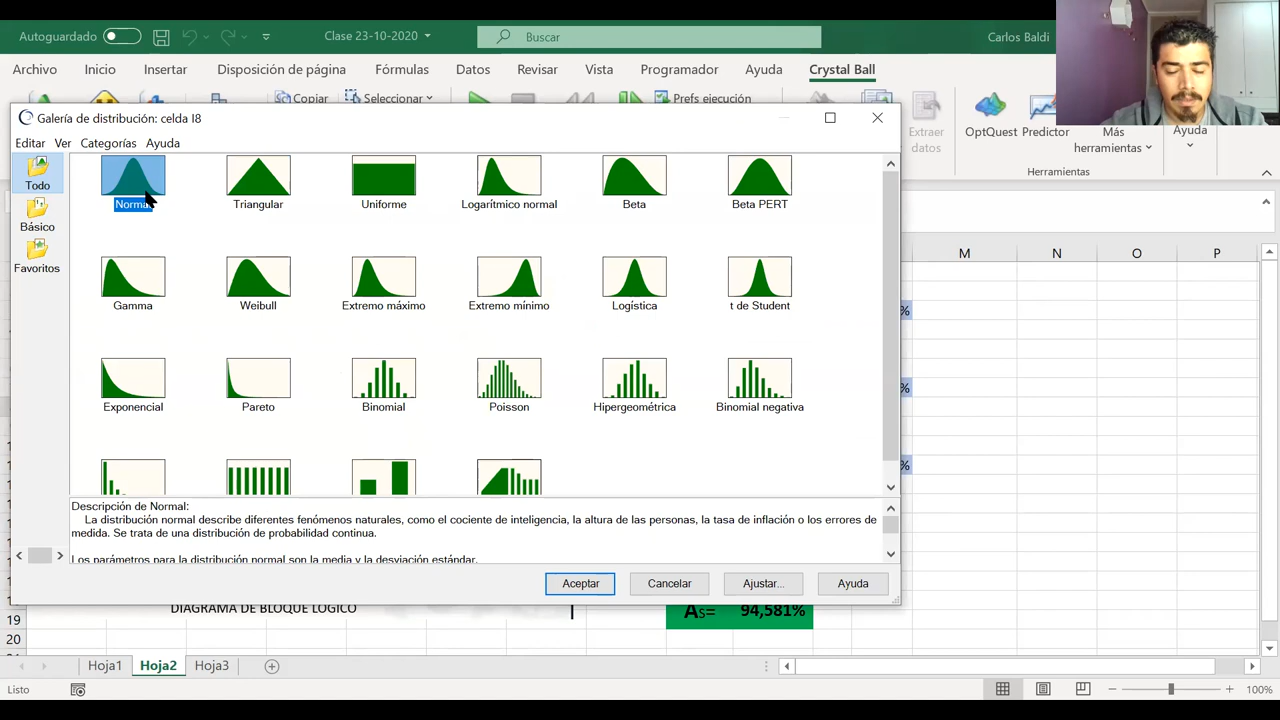 Autoguardado
Clase 23-10-2020
Buscar
Carlos Baldi
Archivo Inicio Insertar Disposición de página Fórmulas Datos Revisar Vista Programador Ayuda Crystal Ball
Copiar Seleccionar Prefs ejecución
Extraer datos
OptQuest Predictor Más herramientas Ayuda
Herramientas
Galería de distribución: celda I8
Editar Ver Categorías Ayuda
Todo
Básico
Favoritos
Normal Triangular Uniforme Logarítmico normal Beta Beta PERT
Gamma Weibull Extremo máximo Extremo mínimo Logística t de Student
Exponencial Pareto Binomial Poisson Hipergeométrica Binomial negativa
Descripción de Normal:
La distribución normal describe diferentes fenómenos naturales, como el cociente de inteligencia, la altura de las personas, la tasa de inflación o los errores de
medida. Se trata de una distribución de probabilidad continua.
Los parámetros para la distribución normal son la media y la desviación estándar.
Aceptar Cancelar Ajustar... Ayuda
M N O P
%
%
%
DIAGRAMA DE BLOQUE LOGICO
As= 94,581%
19
20
Hoja1 Hoja2 Hoja3
Listo
100%